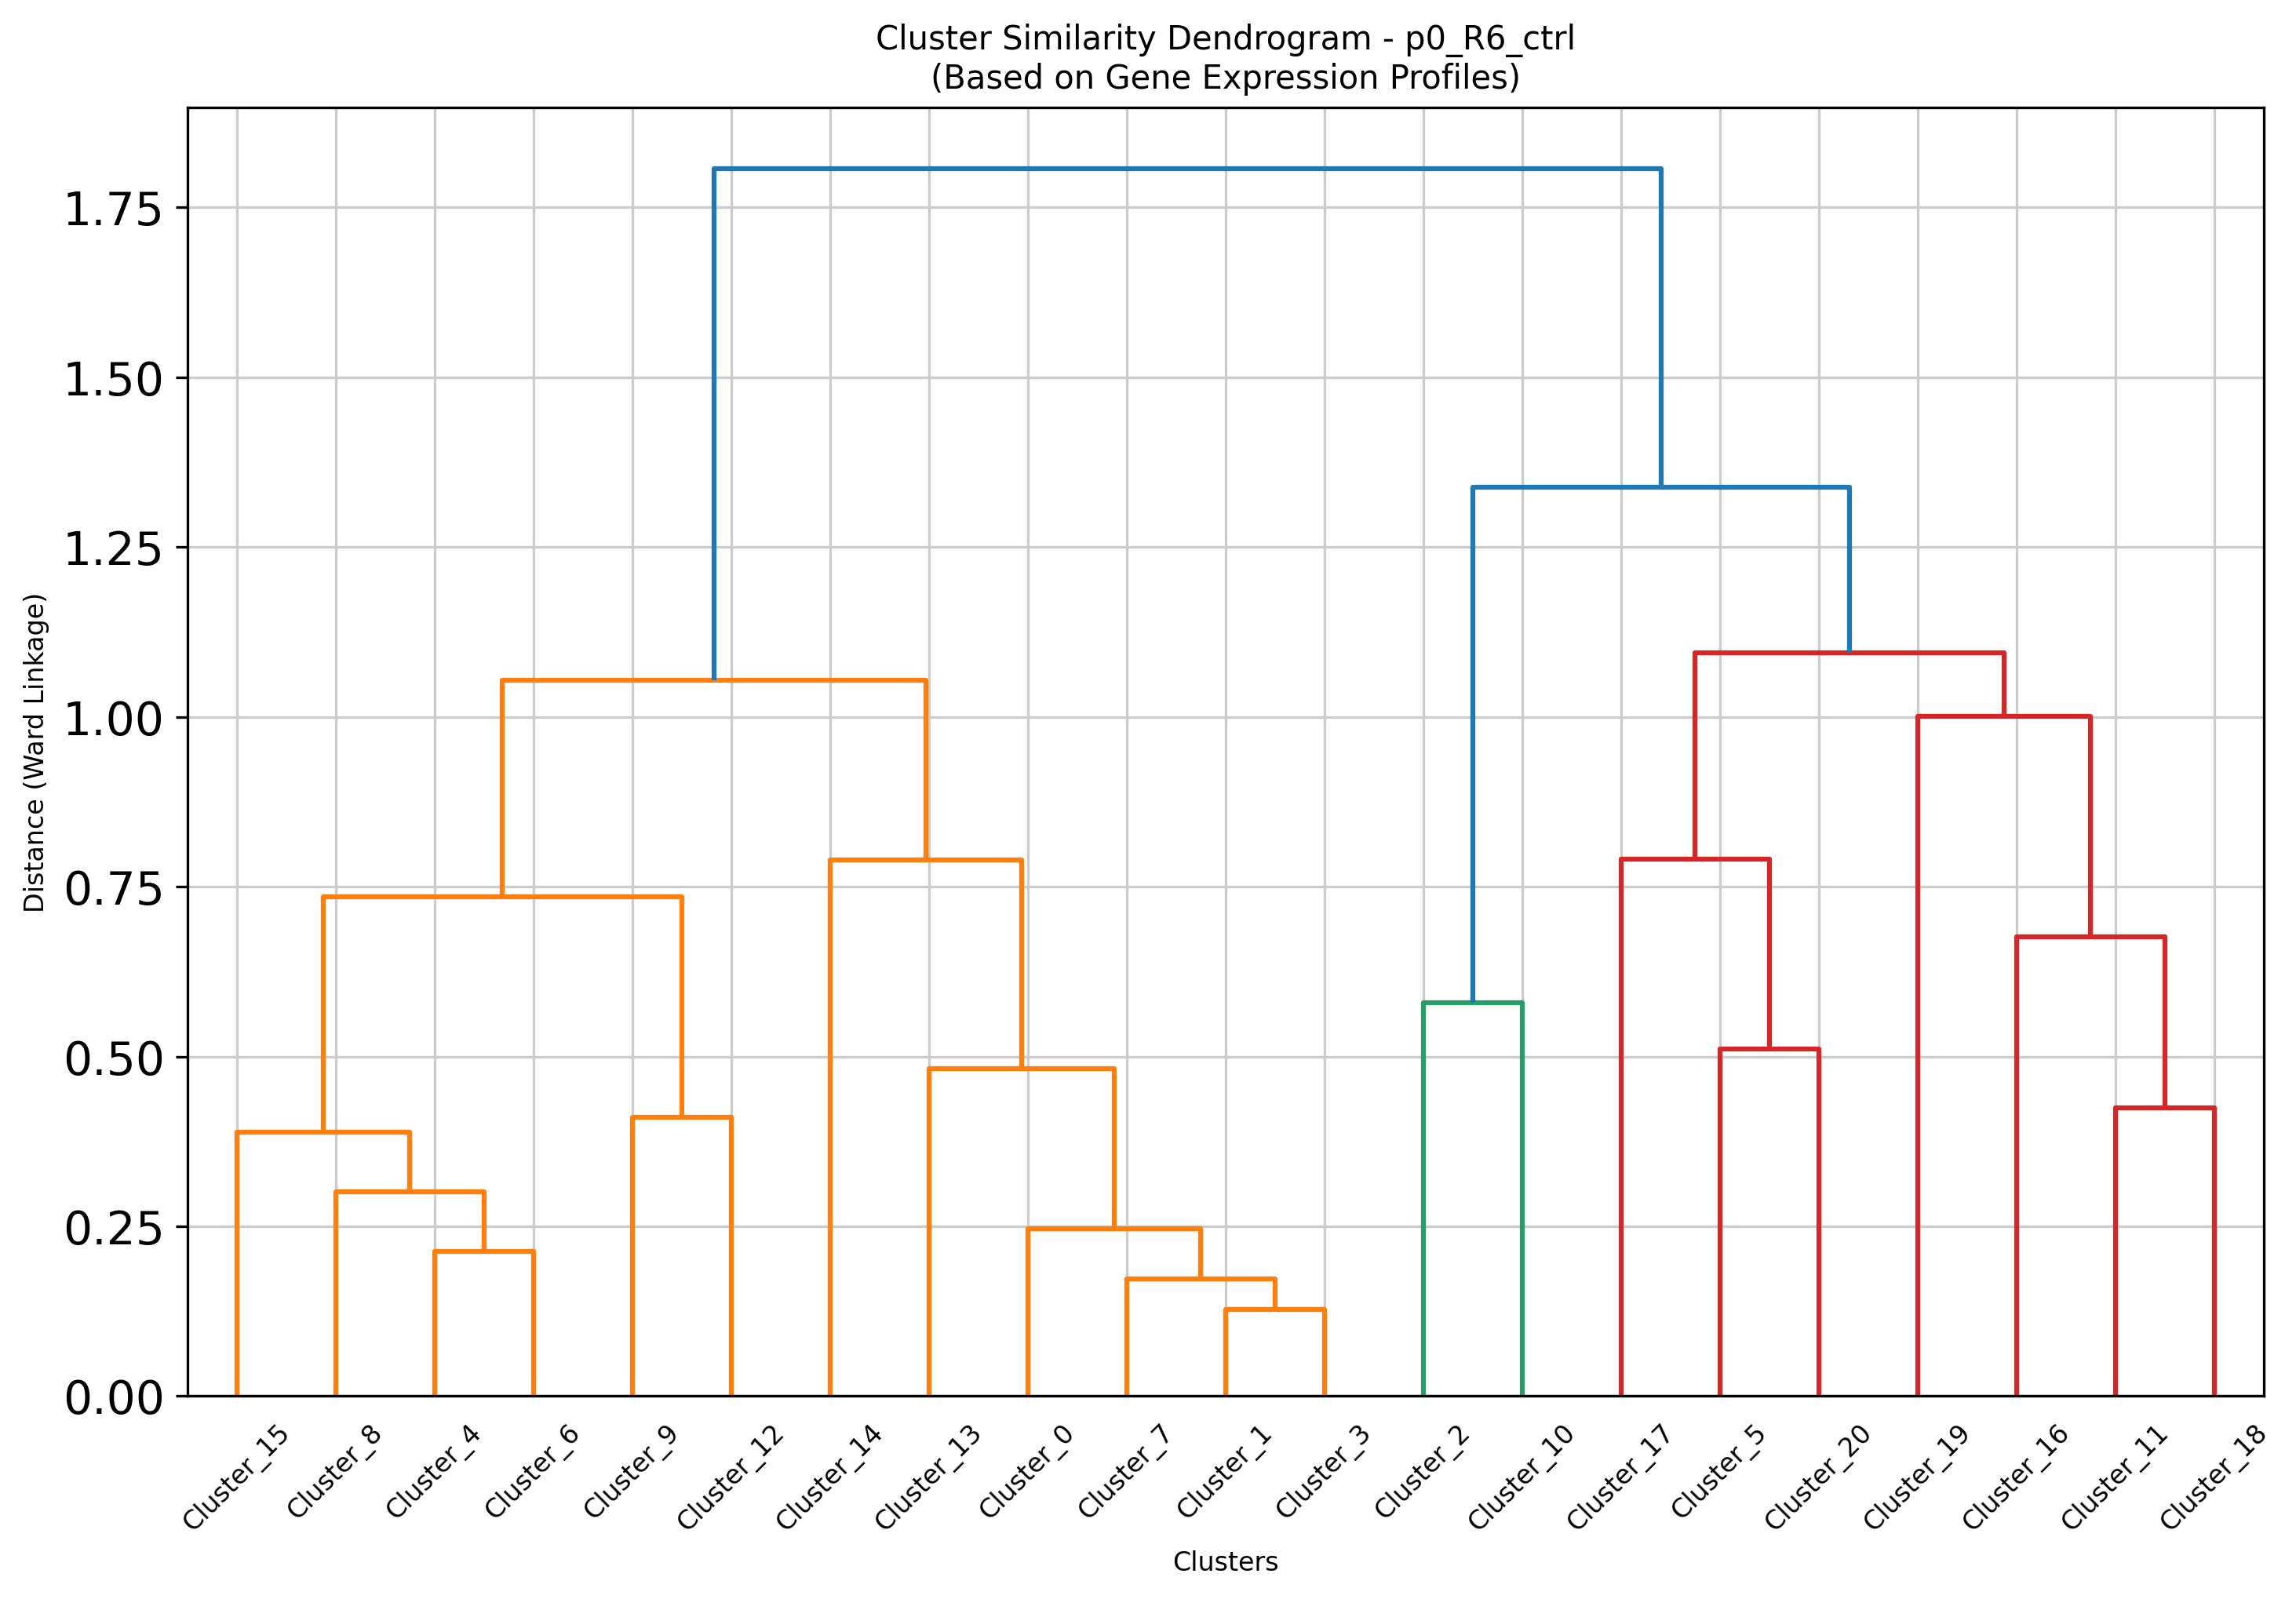 Cluster Similarity Dendrogram - p0_R6_ctrl
(Based on Gene Expression Profiles)
Distance (Ward Linkage)
1.75
1.50
1.25
1.00
0.75
0.50
0.25
0.00
Cluster_15
Cluster_8
Cluster_4
Cluster_6
Cluster_9
Cluster_12
Cluster_14
Cluster_13
Cluster_0
Cluster_7
Cluster_1
Cluster_3
Cluster_2
Cluster_10
Cluster_17
Cluster_5
Cluster_20
Cluster_19
Cluster_16
Cluster_11
Cluster_18
Clusters